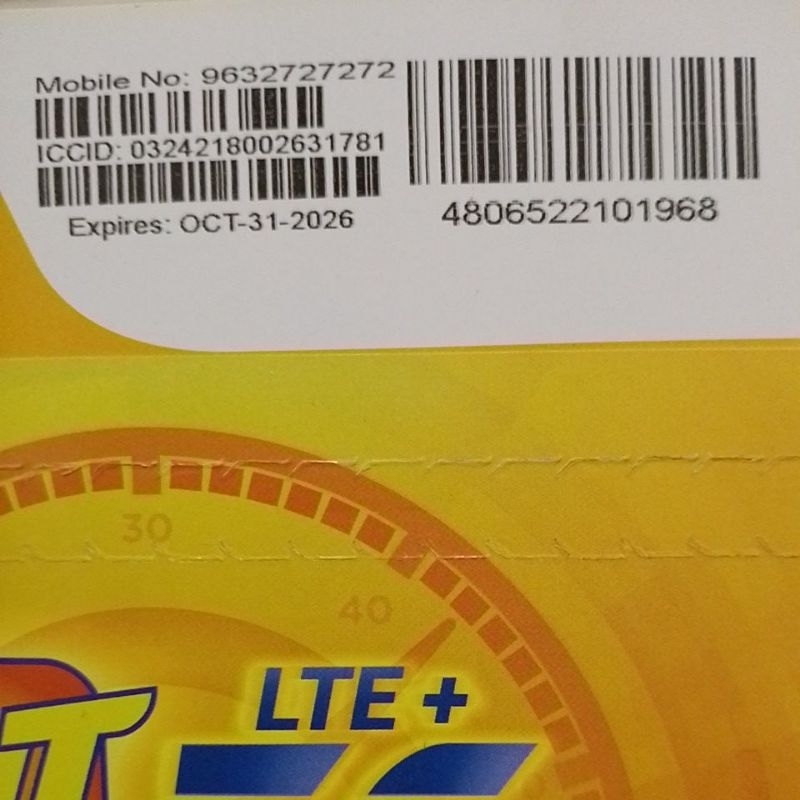 Mobile No: 9632727272
ICCID: 0324218002631781
Expires: OCT-31-2026
4806522101968
30
40
LTE +